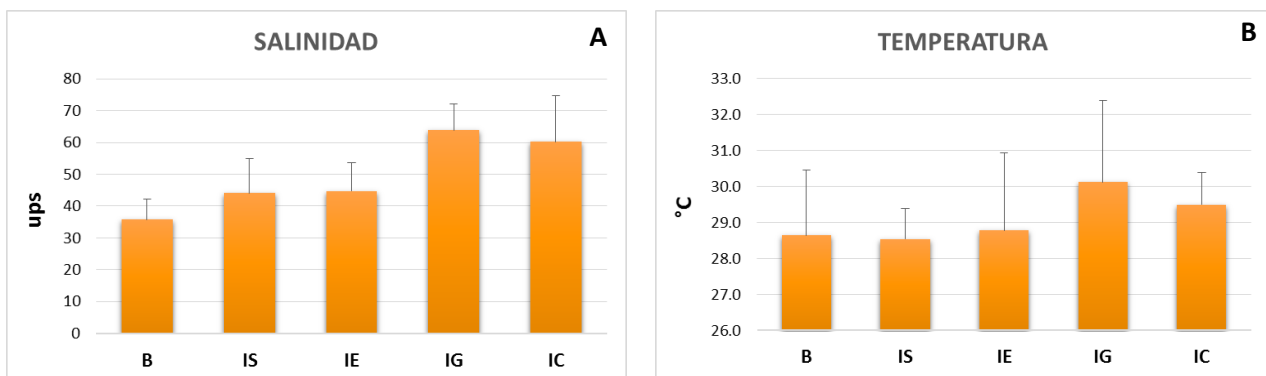 SALINIDAD
A
80
70
60
50
40
30
20
10
0
ups
B IS IE IG IC
TEMPERATURA
B
33.0
32.0
31.0
30.0
29.0
28.0
27.0
26.0
°C
B IS IE IG IC